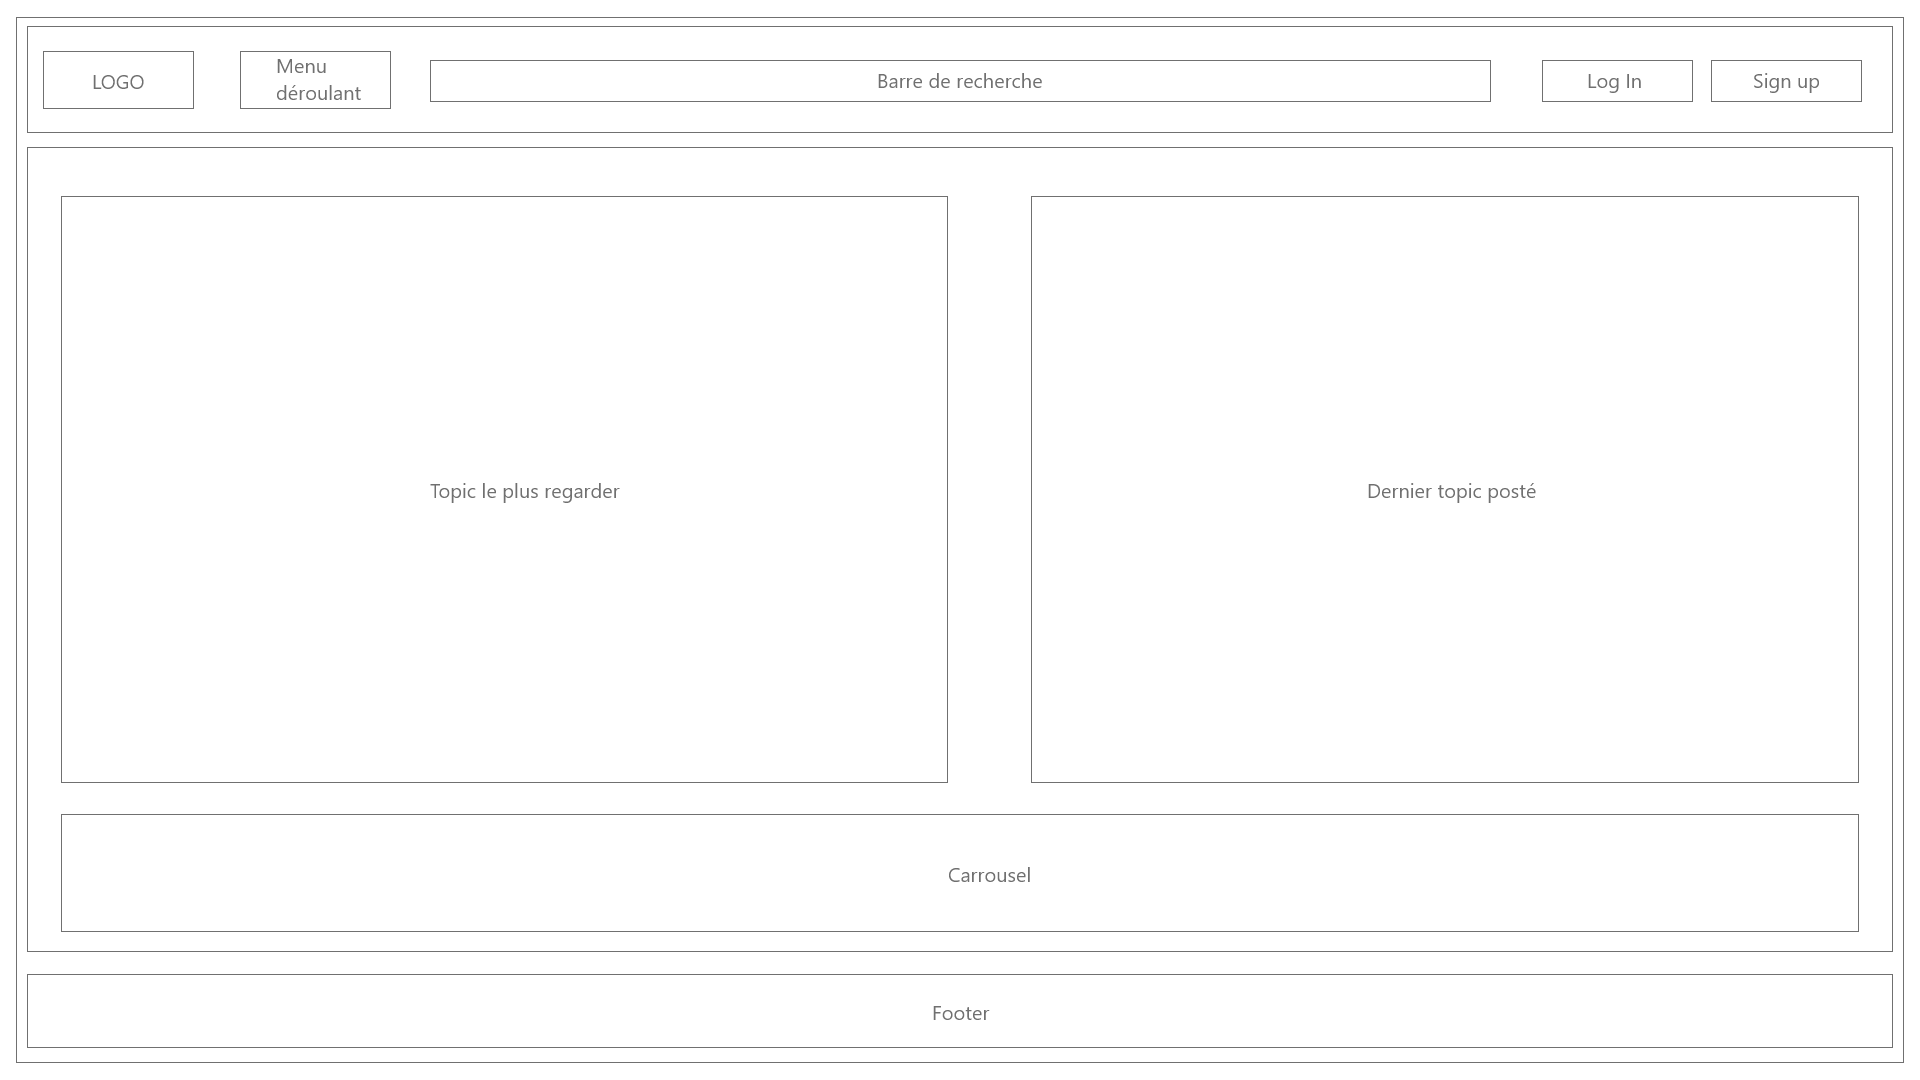 LOGO
Menu
déroulant
Barre de recherche
Log In
Sign up
Topic le plus regarder
Dernier topic posté
Carrousel
Footer